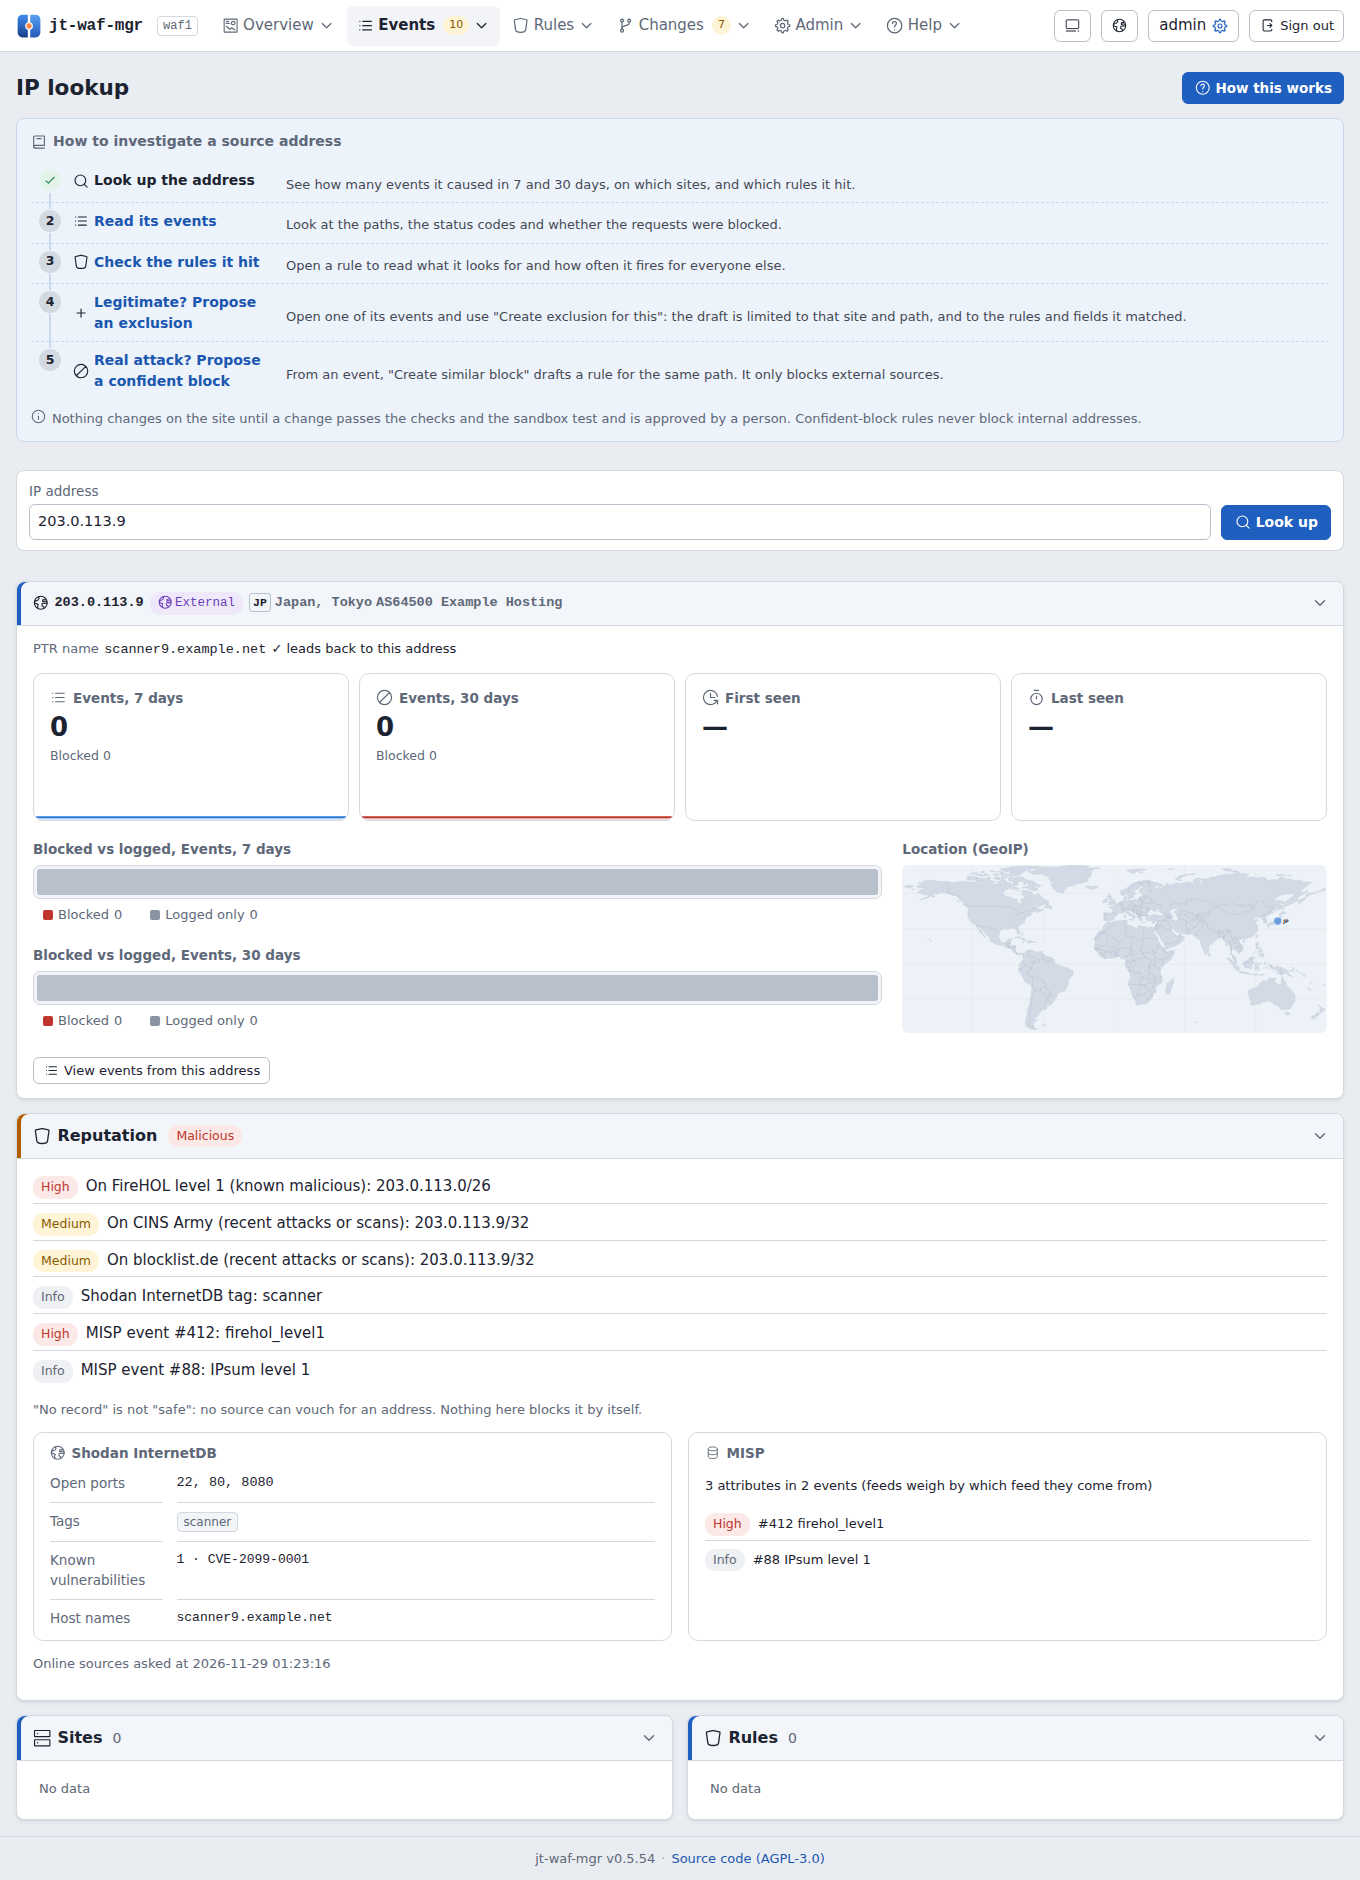 jt-waf-mgr waf1 Overview Events 10 Rules Changes 7 Admin Help admin Sign out
IP lookup
How this works
How to investigate a source address
Look up the address See how many events it caused in 7 and 30 days, on which sites, and which rules it hit.
2 Read its events Look at the paths, the status codes and whether the requests were blocked.
3 Check the rules it hit Open a rule to read what it looks for and how often it fires for everyone else.
4 Legitimate? Propose
an exclusion
Open one of its events and use "Create exclusion for this": the draft is limited to that site and path, and to the rules and fields it matched.
5 Real attack? Propose
a confident block
From an event, "Create similar block" drafts a rule for the same path. It only blocks external sources.
Nothing changes on the site until a change passes the checks and the sandbox test and is approved by a person. Confident-block rules never block internal addresses.
IP address
203.0.113.9
Look up
203.0.113.9 External JP Japan, Tokyo AS64500 Example Hosting
PTR name scanner9.example.net ✓ leads back to this address
Events, 7 days
0
Blocked 0
Events, 30 days
0
Blocked 0
First seen
—
Last seen
—
Blocked vs logged, Events, 7 days
Blocked 0 Logged only 0
Blocked vs logged, Events, 30 days
Blocked 0 Logged only 0
Location (GeoIP)
JP
View events from this address
Reputation Malicious
High On FireHOL level 1 (known malicious): 203.0.113.0/26
Medium On CINS Army (recent attacks or scans): 203.0.113.9/32
Medium On blocklist.de (recent attacks or scans): 203.0.113.9/32
Info Shodan InternetDB tag: scanner
High MISP event #412: firehol_level1
Info MISP event #88: IPsum level 1
"No record" is not "safe": no source can vouch for an address. Nothing here blocks it by itself.
Shodan InternetDB
Open ports 22, 80, 8080
Tags scanner
Known
vulnerabilities
1 · CVE-2099-0001
Host names scanner9.example.net
MISP
3 attributes in 2 events (feeds weigh by which feed they come from)
High #412 firehol_level1
Info #88 IPsum level 1
Online sources asked at 2026-11-29 01:23:16
Sites 0
No data
Rules 0
No data
jt-waf-mgr v0.5.54 · Source code (AGPL-3.0)